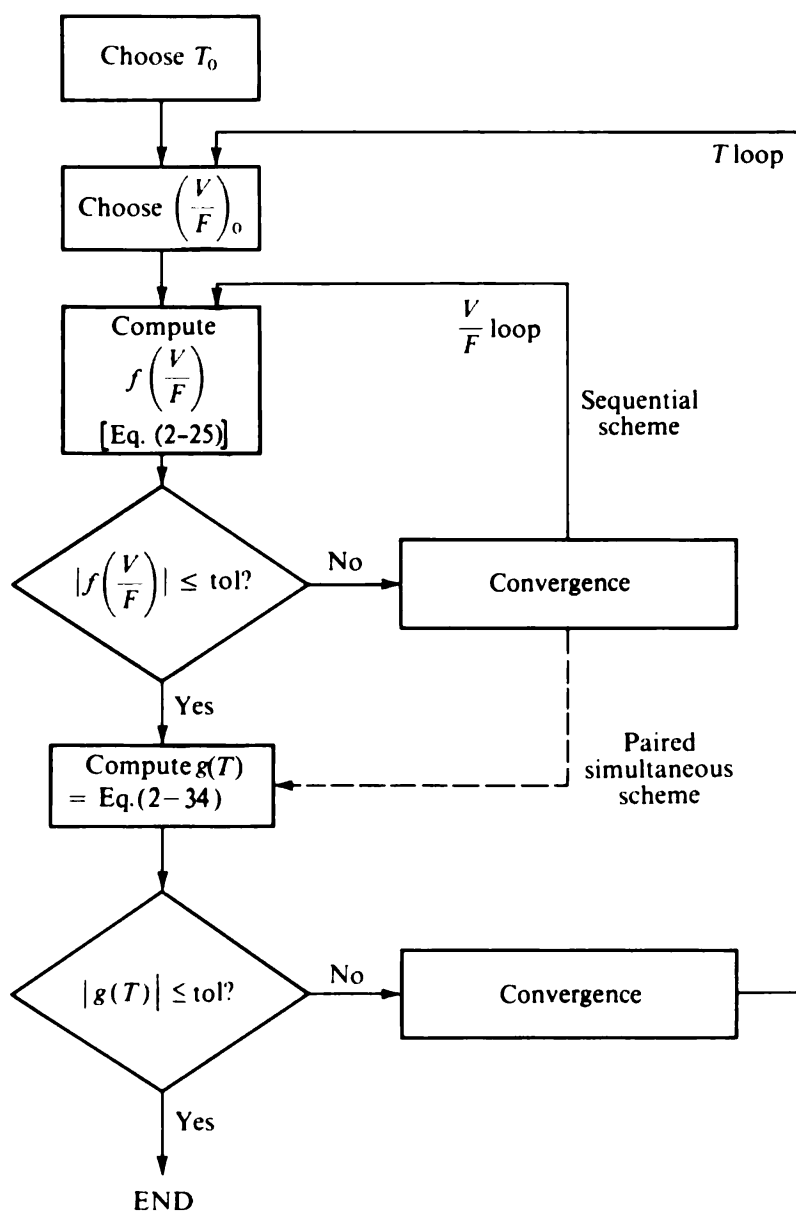 Choose T₀
T loop
Choose (V/F)₀
Compute
f(V/F)
[Eq. (2-25)]
V/F loop
Sequential
scheme
|f(V/F)| ≤ tol?
No
Convergence
Yes
Compute g(T)
= Eq.(2-34)
Paired
simultaneous
scheme
|g(T)| ≤ tol?
No
Convergence
Yes
END